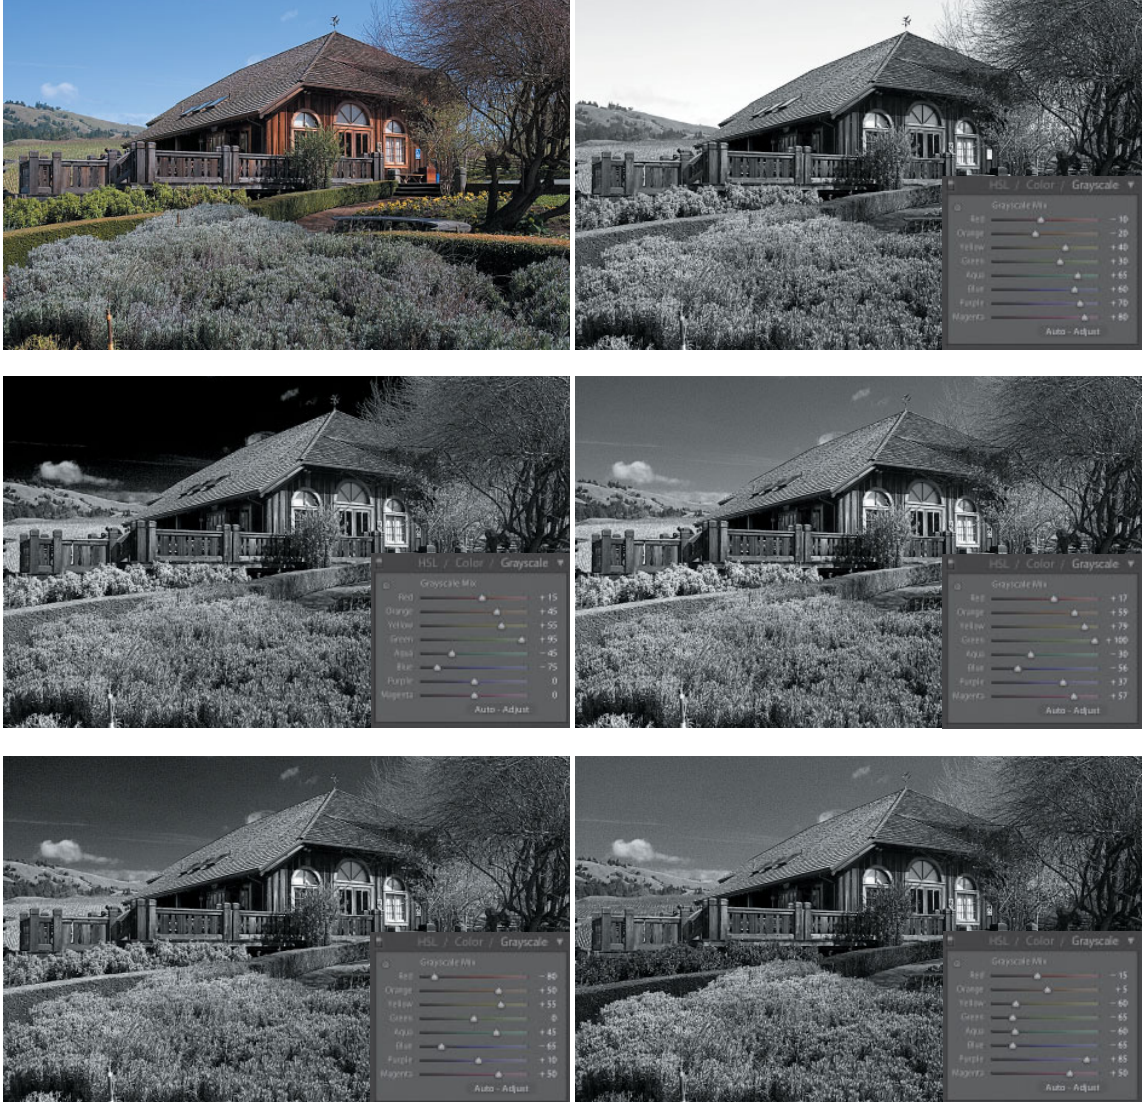 HSL / Color / Grayscale
Grayscale Mix
Red -10
Orange -20
Yellow +40
Green +30
Aqua +65
Blue +60
Purple +70
Magenta +80
Auto - Adjust
HSL / Color / Grayscale
Grayscale Mix
Red +15
Orange +45
Yellow +55
Green +95
Aqua -45
Blue -75
Purple 0
Magenta 0
Auto - Adjust
HSL / Color / Grayscale
Grayscale Mix
Red +17
Orange +59
Yellow +79
Green +100
Aqua -30
Blue -56
Purple +37
Magenta +57
Auto - Adjust
HSL / Color / Grayscale
Grayscale Mix
Red -80
Orange +50
Yellow +55
Green 0
Aqua +45
Blue -65
Purple +10
Magenta +50
Auto - Adjust
HSL / Color / Grayscale
Grayscale Mix
Red -15
Orange +5
Yellow -60
Green -65
Aqua -60
Blue -65
Purple +85
Magenta +50
Auto - Adjust